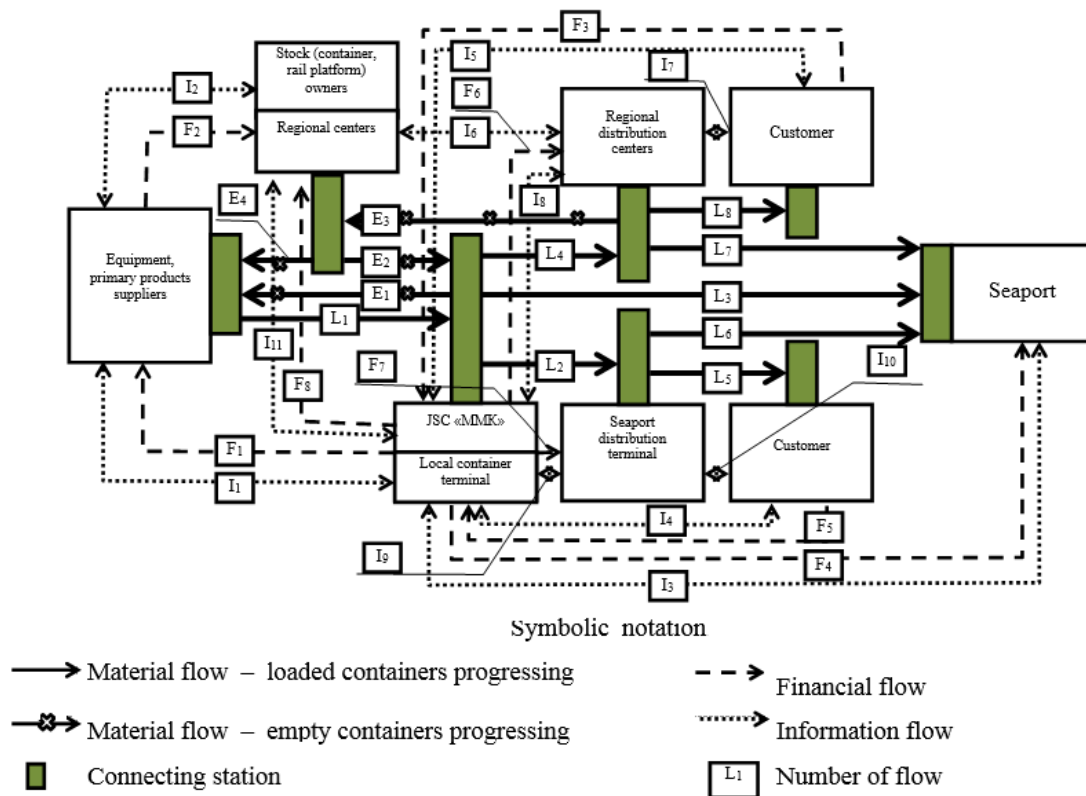 F3
I5
I7
Stock (container,
rail platform)
owners
I2
F6
F2
Regional centers
I6
Regional
distribution
centers
Customer
E4
I8
E3
L8
Equipment,
primary products
suppliers
E2
L4
L7
Seaport
E1
L3
L1
L6
I11
F7
L2
L5
I10
F8
JSC «MMK»
Seaport
distribution
terminal
Customer
F1
Local container
terminal
I1
I4
F5
I9
F4
I3
Symbolic notation
Material flow – loaded containers progressing
Financial flow
Material flow – empty containers progressing
Information flow
Connecting station
L1
Number of flow